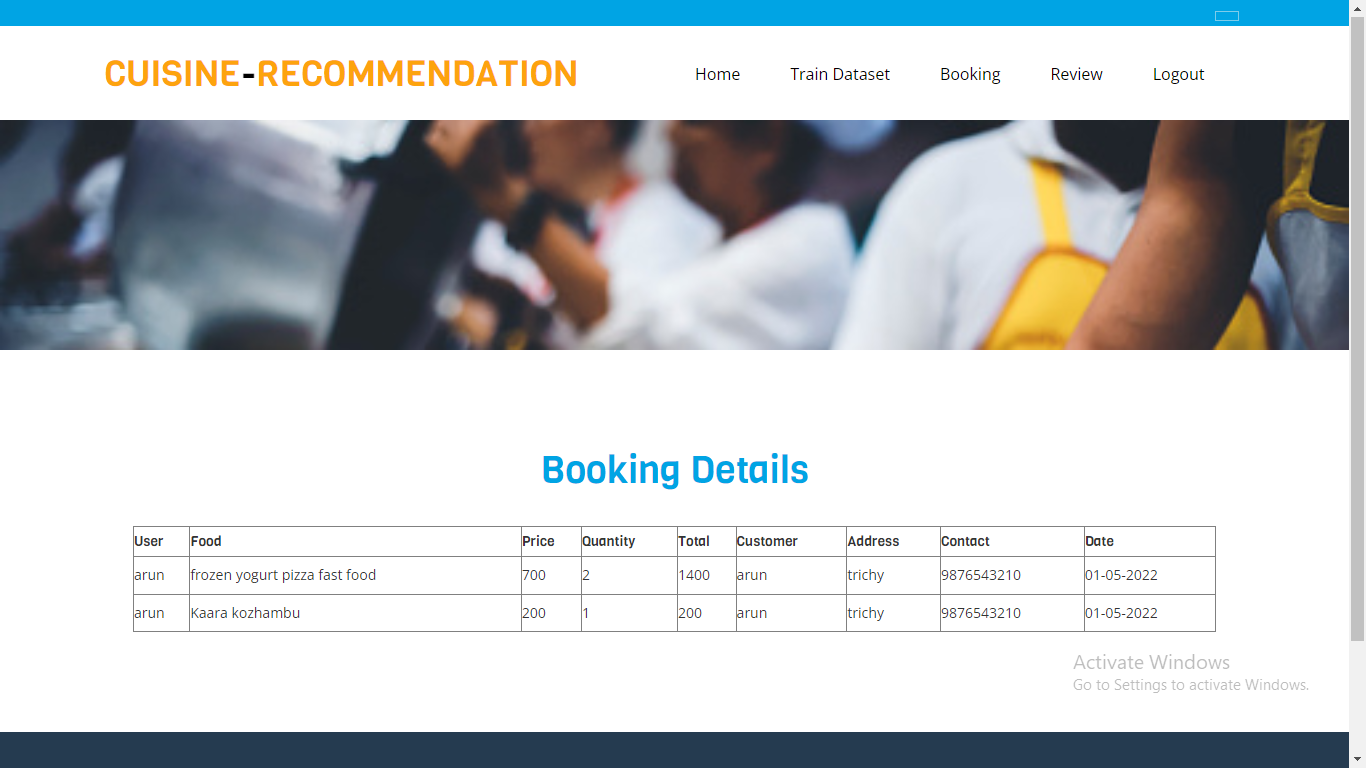 CUISINE-RECOMMENDATION Home Train Dataset Booking Review Logout
Booking Details
User Food Price Quantity Total Customer Address Contact Date
arun frozen yogurt pizza fast food 700 2 1400 arun trichy 9876543210 01-05-2022
arun Kaara kozhambu 200 1 200 arun trichy 9876543210 01-05-2022
Activate Windows
Go to Settings to activate Windows.